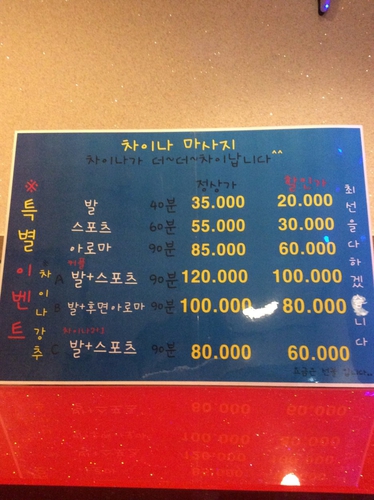 차이나 마사지
차이나가 더~더~차이납니다^^
정상가 할인가
※특별이벤트
발 40분 35.000 20.000
스포츠 60분 55.000 30.000
아로마 90분 85.000 60.000
차이나강추
커플
A 발+스포츠 90분 120.000 100.000
B 발+후면아로마 90분 100.000 80.000
C 발+스포츠 90분 80.000 60.000
최선을다하겠습니다
요금은